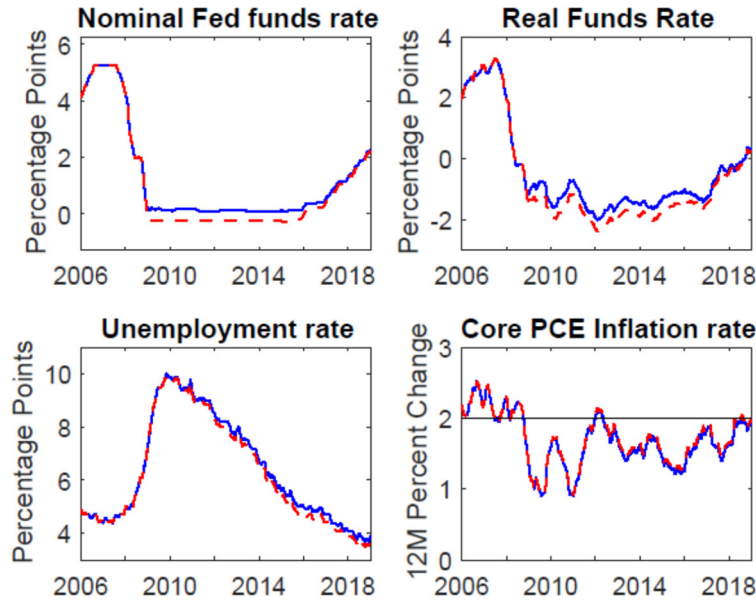 Nominal Fed funds rate
Percentage Points
6
4
2
0
2006 2010 2014 2018
Real Funds Rate
Percentage Points
4
2
0
-2
2006 2010 2014 2018
Unemployment rate
Percentage Points
10
8
6
4
2006 2010 2014 2018
Core PCE Inflation rate
12M Percent Change
3
2
1
0
2006 2010 2014 2018